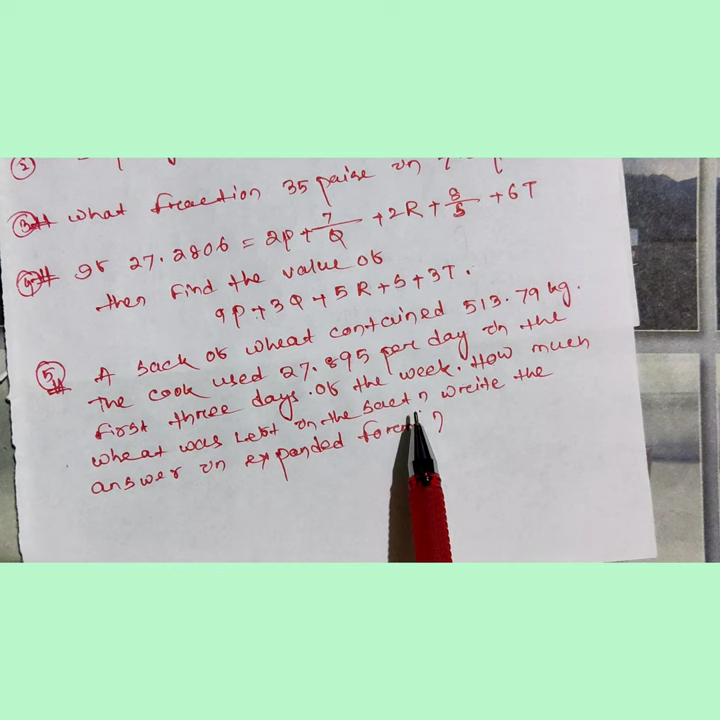 2
3 What fraction 35 paise in
4 If 27.2806 = 2P + 7/Q + 2R + 8/S + 6T
then find the value of
9P + 3Q + 5R + S + 3T.
5 A sack of wheat contained 513.79 kg.
The cook used 27.895 per day in the
first three days of the week. How much
wheat was left in the sack? Write the
answer in expanded form?